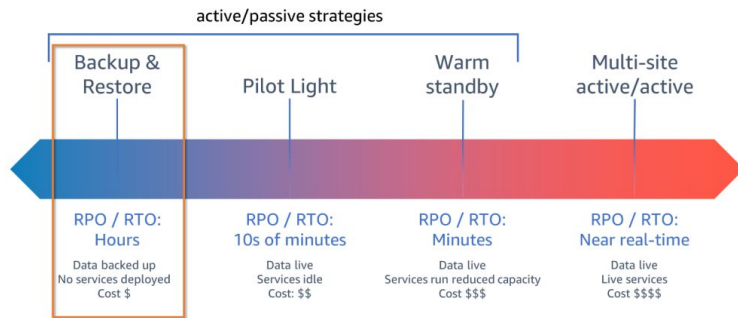 active/passive strategies
Backup &
Restore
Pilot Light
Warm
standby
Multi-site
active/active
RPO / RTO:
Hours
Data backed up
No services deployed
Cost $
RPO / RTO:
10s of minutes
Data live
Services idle
Cost: $$
RPO / RTO:
Minutes
Data live
Services run reduced capacity
Cost $$$
RPO / RTO:
Near real-time
Data live
Live services
Cost $$$$